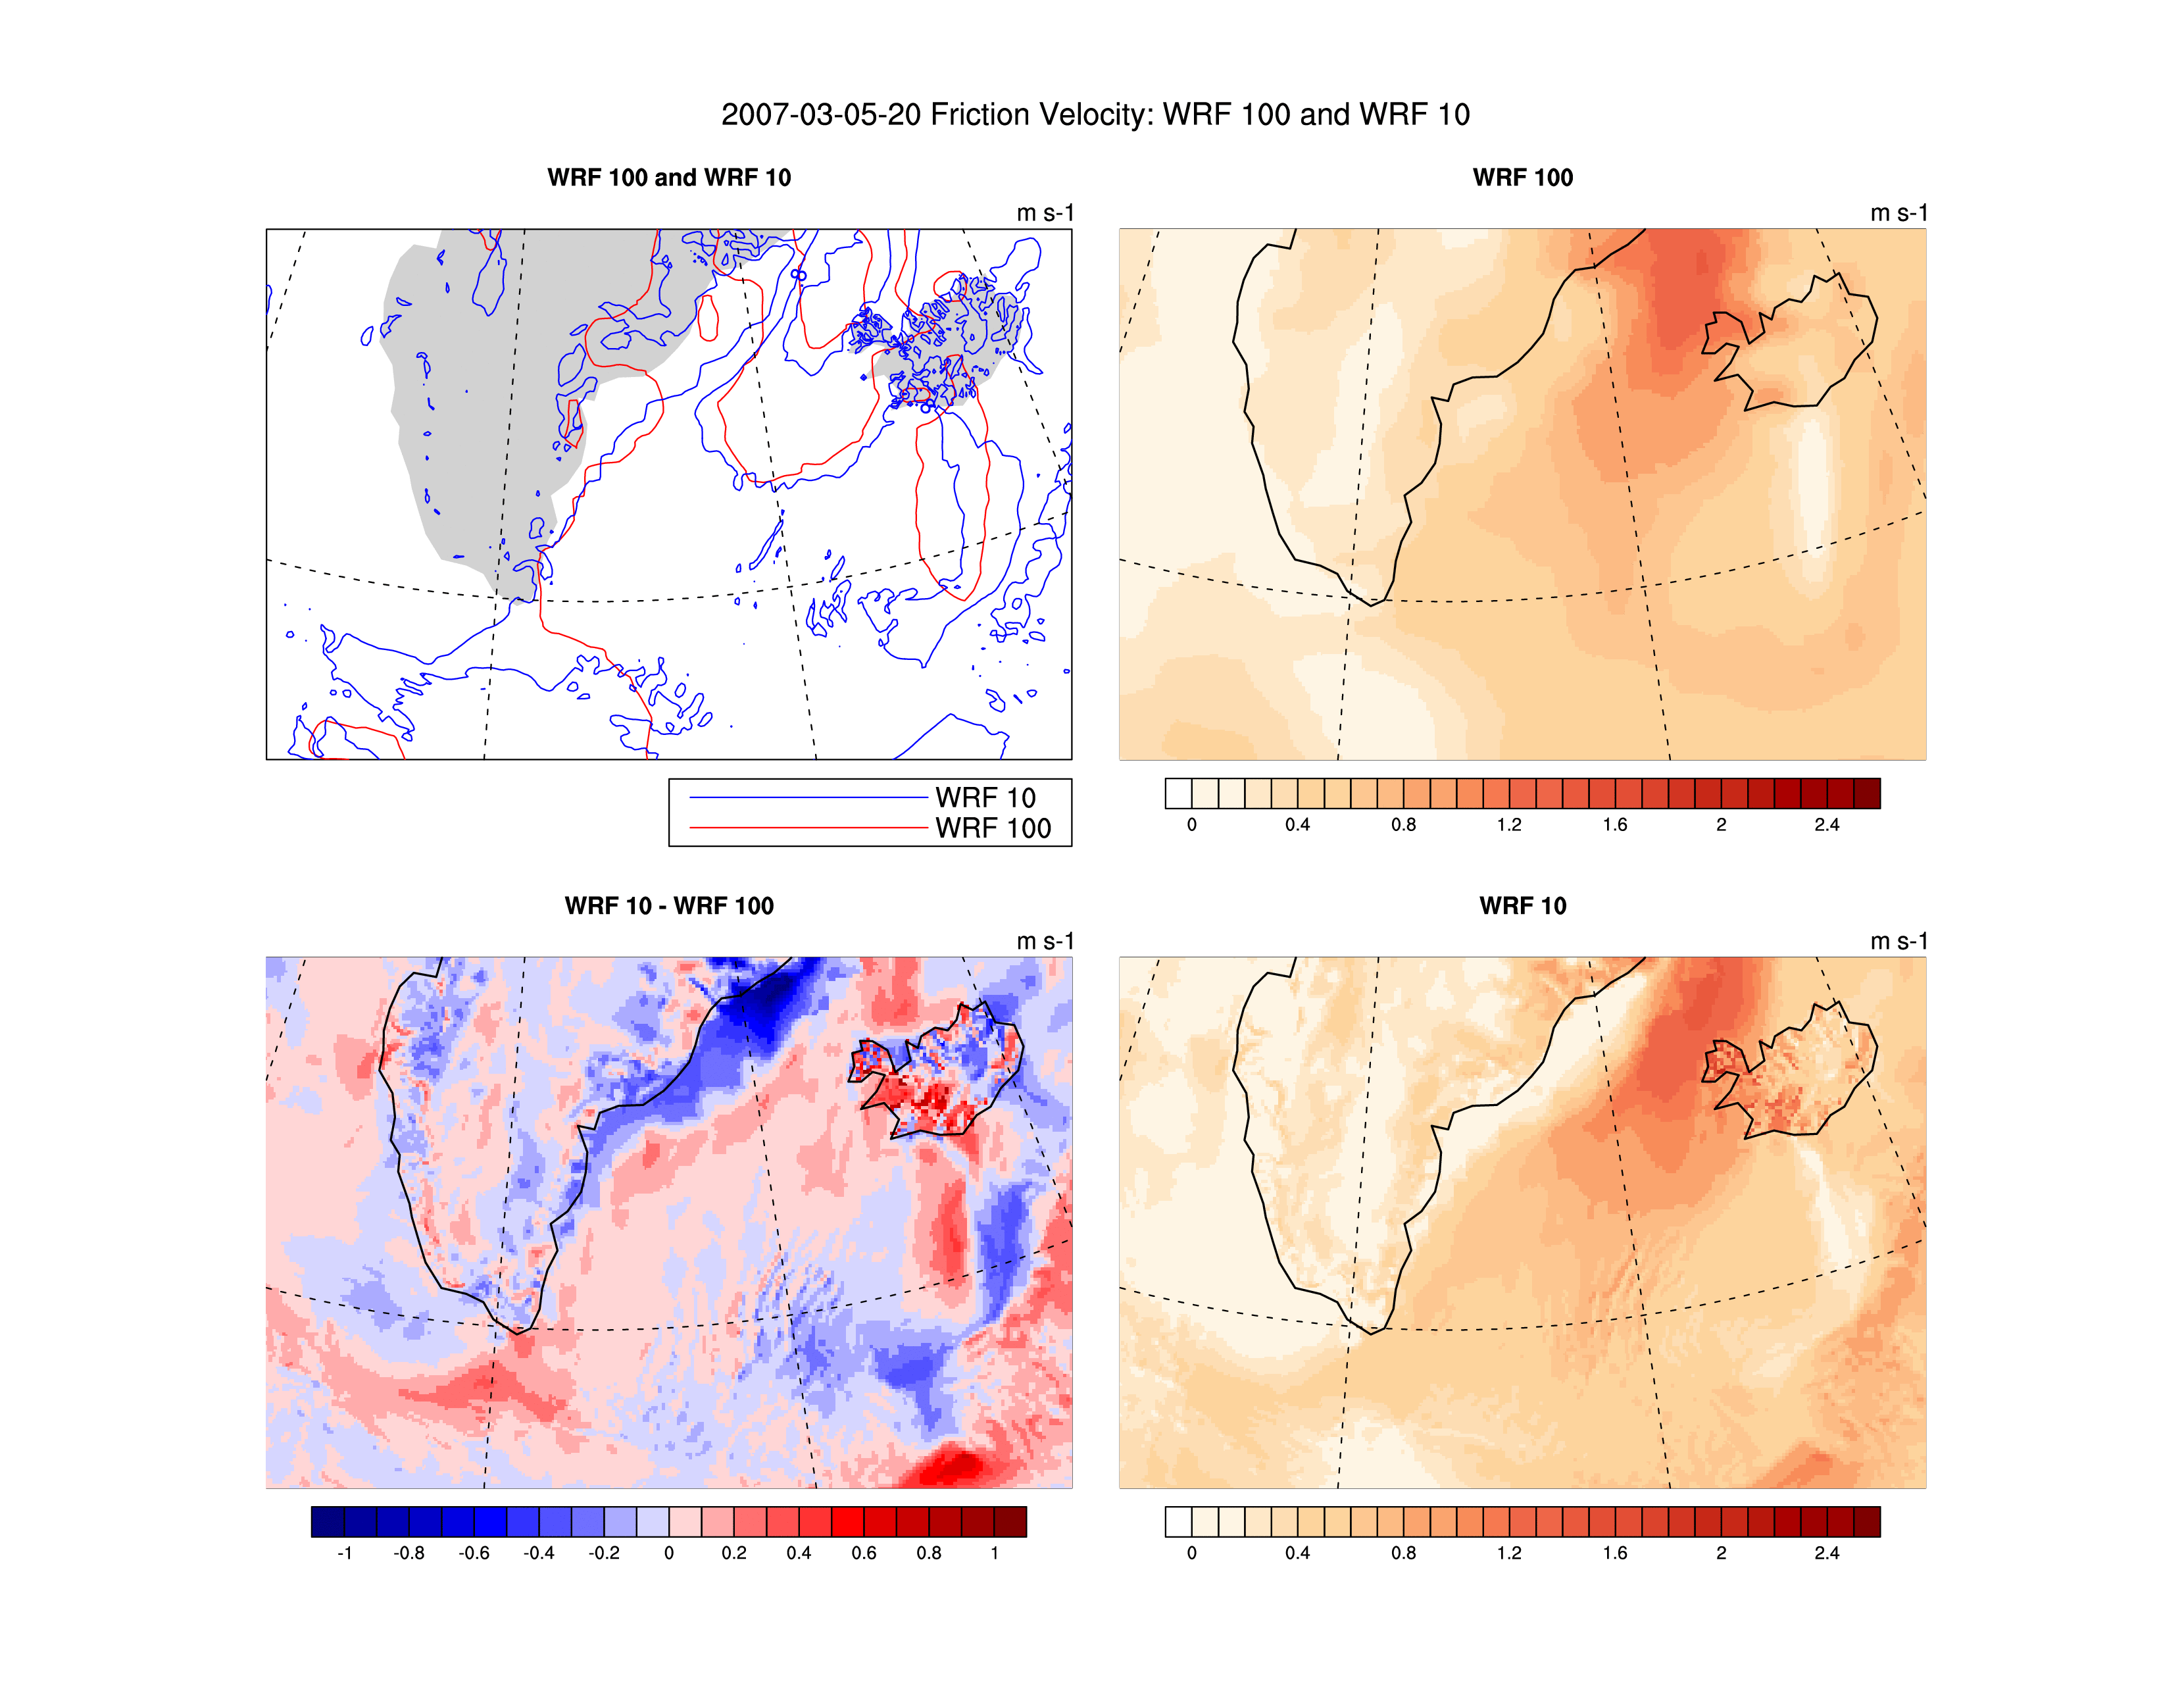 2007-03-05-20 Friction Velocity: WRF 100 and WRF 10
WRF 100 and WRF 10
m s-1
WRF 10
WRF 100
WRF 100
m s-1
0 0.4 0.8 1.2 1.6 2 2.4
WRF 10 - WRF 100
m s-1
-1 -0.8 -0.6 -0.4 -0.2 0 0.2 0.4 0.6 0.8 1
WRF 10
m s-1
0 0.4 0.8 1.2 1.6 2 2.4